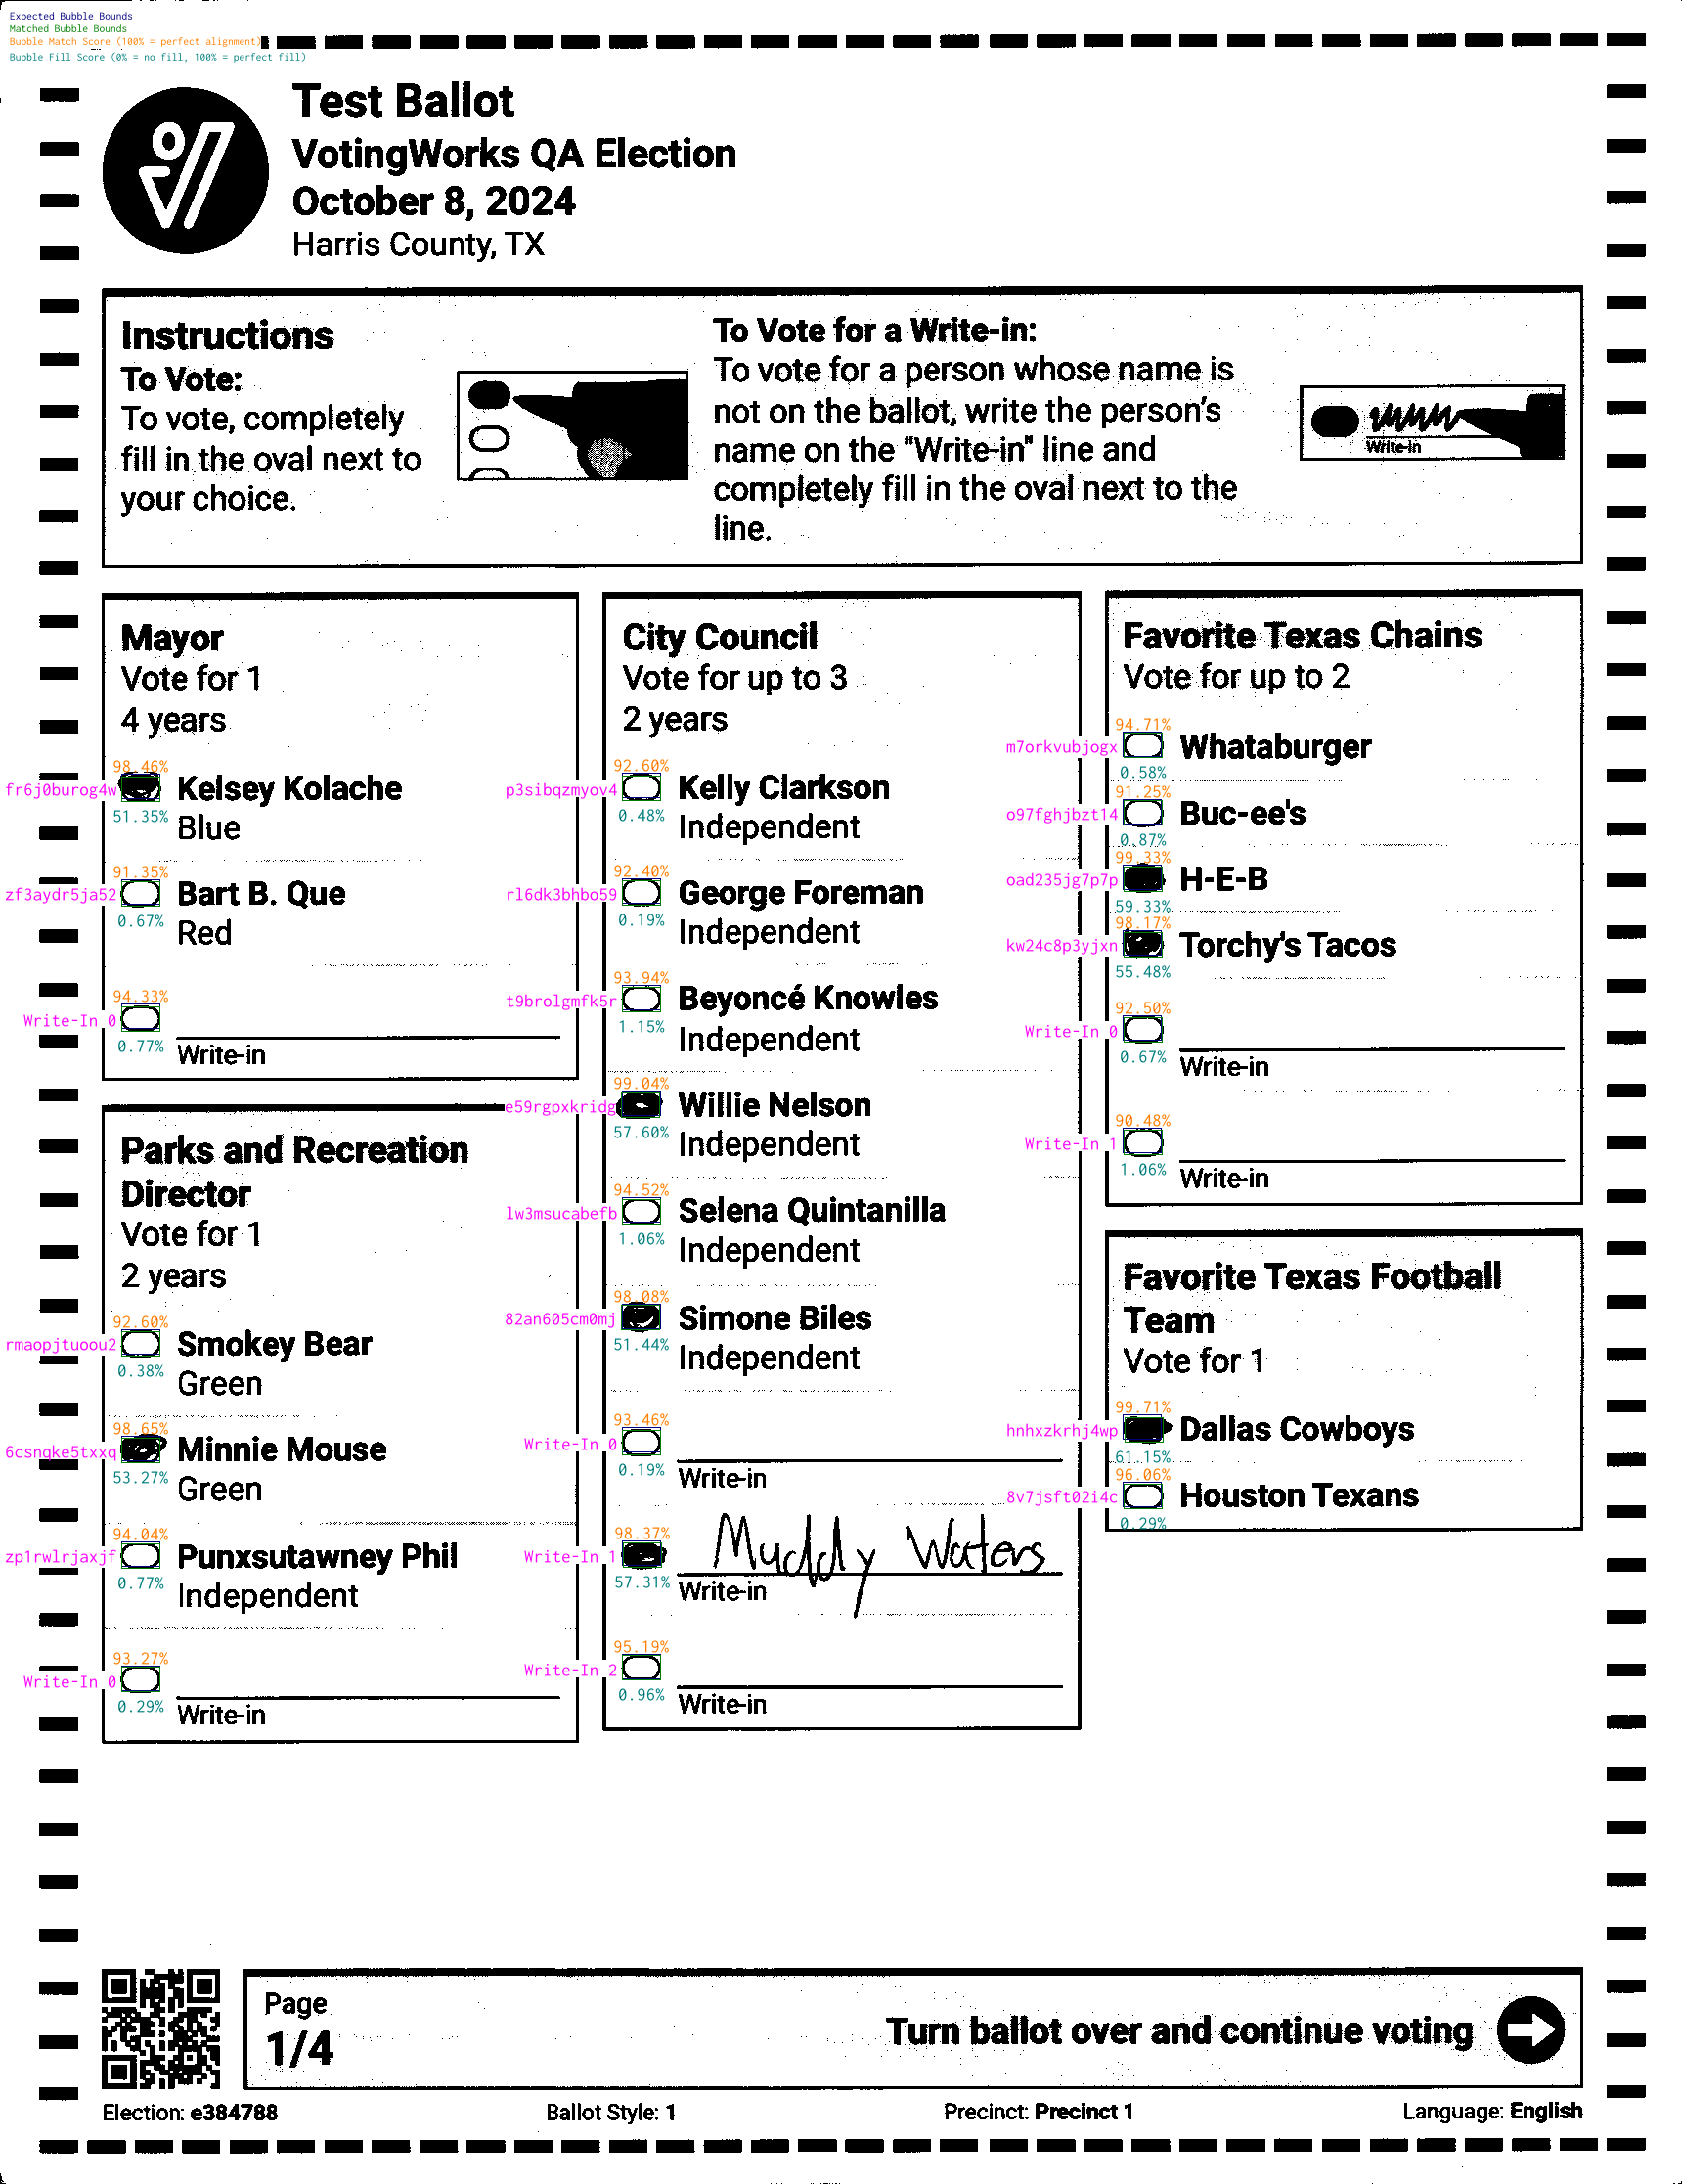 Expected Bubble Bounds
Matched Bubble Bounds
Bubble Match Score (100% = perfect alignment)
Bubble Fill Score (0% = no fill, 100% = perfect fill)
Test Ballot
VotingWorks QA Election
October 8, 2024
Harris County, TX
Instructions
To Vote:
To vote, completely
fill in the oval next to
your choice.
To Vote for a Write-in:
To vote for a person whose name is
not on the ballot, write the person's
name on the "Write-in" line and
completely fill in the oval next to the
line.
Write-in
Mayor
Vote for 1
4 years
98.46%
fr6j0burog4w Kelsey Kolache
51.35% Blue
91.35%
zf3aydr5ja52 Bart B. Que
0.67% Red
94.33%
Write-In 0
0.77% Write-in
Parks and Recreation
Director
Vote for 1
2 years
92.60%
rmaopjtuoou2 Smokey Bear
0.38% Green
98.65%
6csnqke5txxq Minnie Mouse
53.27% Green
94.04%
zp1rwlrjaxjf Punxsutawney Phil
0.77% Independent
93.27%
Write-In 0
0.29% Write-in
City Council
Vote for up to 3
2 years
92.60%
p3sibqzmyov4 Kelly Clarkson
0.48% Independent
92.40%
rl6dk3bhbo59 George Foreman
0.19% Independent
93.94%
t9brolgmfk5r Beyoncé Knowles
1.15% Independent
99.04%
e59rgpxkridg Willie Nelson
57.60% Independent
94.52%
lw3msucabefb Selena Quintanilla
1.06% Independent
98.08%
82an605cm0mj Simone Biles
51.44% Independent
93.46%
Write-In 0
0.19% Write-in
98.37%
Write-In 1 Muddy Waters
57.31% Write-in
95.19%
Write-In 2
0.96% Write-in
Favorite Texas Chains
Vote for up to 2
94.71%
m7orkvubjogx Whataburger
0.58%
91.25%
o97fghjbzt14 Buc-ee's
0.87%
99.33%
oad235jg7p7p H-E-B
59.33%
98.17%
kw24c8p3yjxn Torchy's Tacos
55.48%
92.50%
Write-In 0
0.67% Write-in
90.48%
Write-In 1
1.06% Write-in
Favorite Texas Football
Team
Vote for 1
99.71%
hnhxzkrhj4wp Dallas Cowboys
61.15%
96.06%
8v7jsft02i4c Houston Texans
0.29%
Page
1/4
Turn ballot over and continue voting
Election: e384788 Ballot Style: 1 Precinct: Precinct 1 Language: English